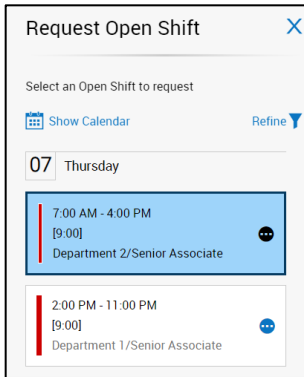 Request Open Shift X
Select an Open Shift to request
Show Calendar Refine
07 Thursday
7:00 AM - 4:00 PM
[9:00]
Department 2/Senior Associate
2:00 PM - 11:00 PM
[9:00]
Department 1/Senior Associate